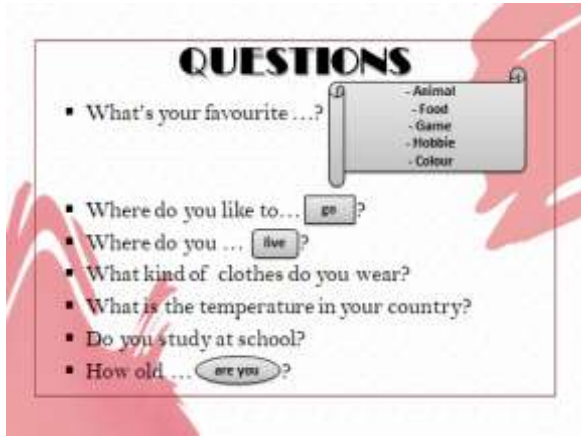 QUESTIONS
▪ What's your favourite …?
- Animal
- Food
- Game
- Hobbie
- Colour
▪ Where do you like to… go ?
▪ Where do you … live ?
▪ What kind of clothes do you wear?
▪ What is the temperature in your country?
▪ Do you study at school?
▪ How old … are you ?